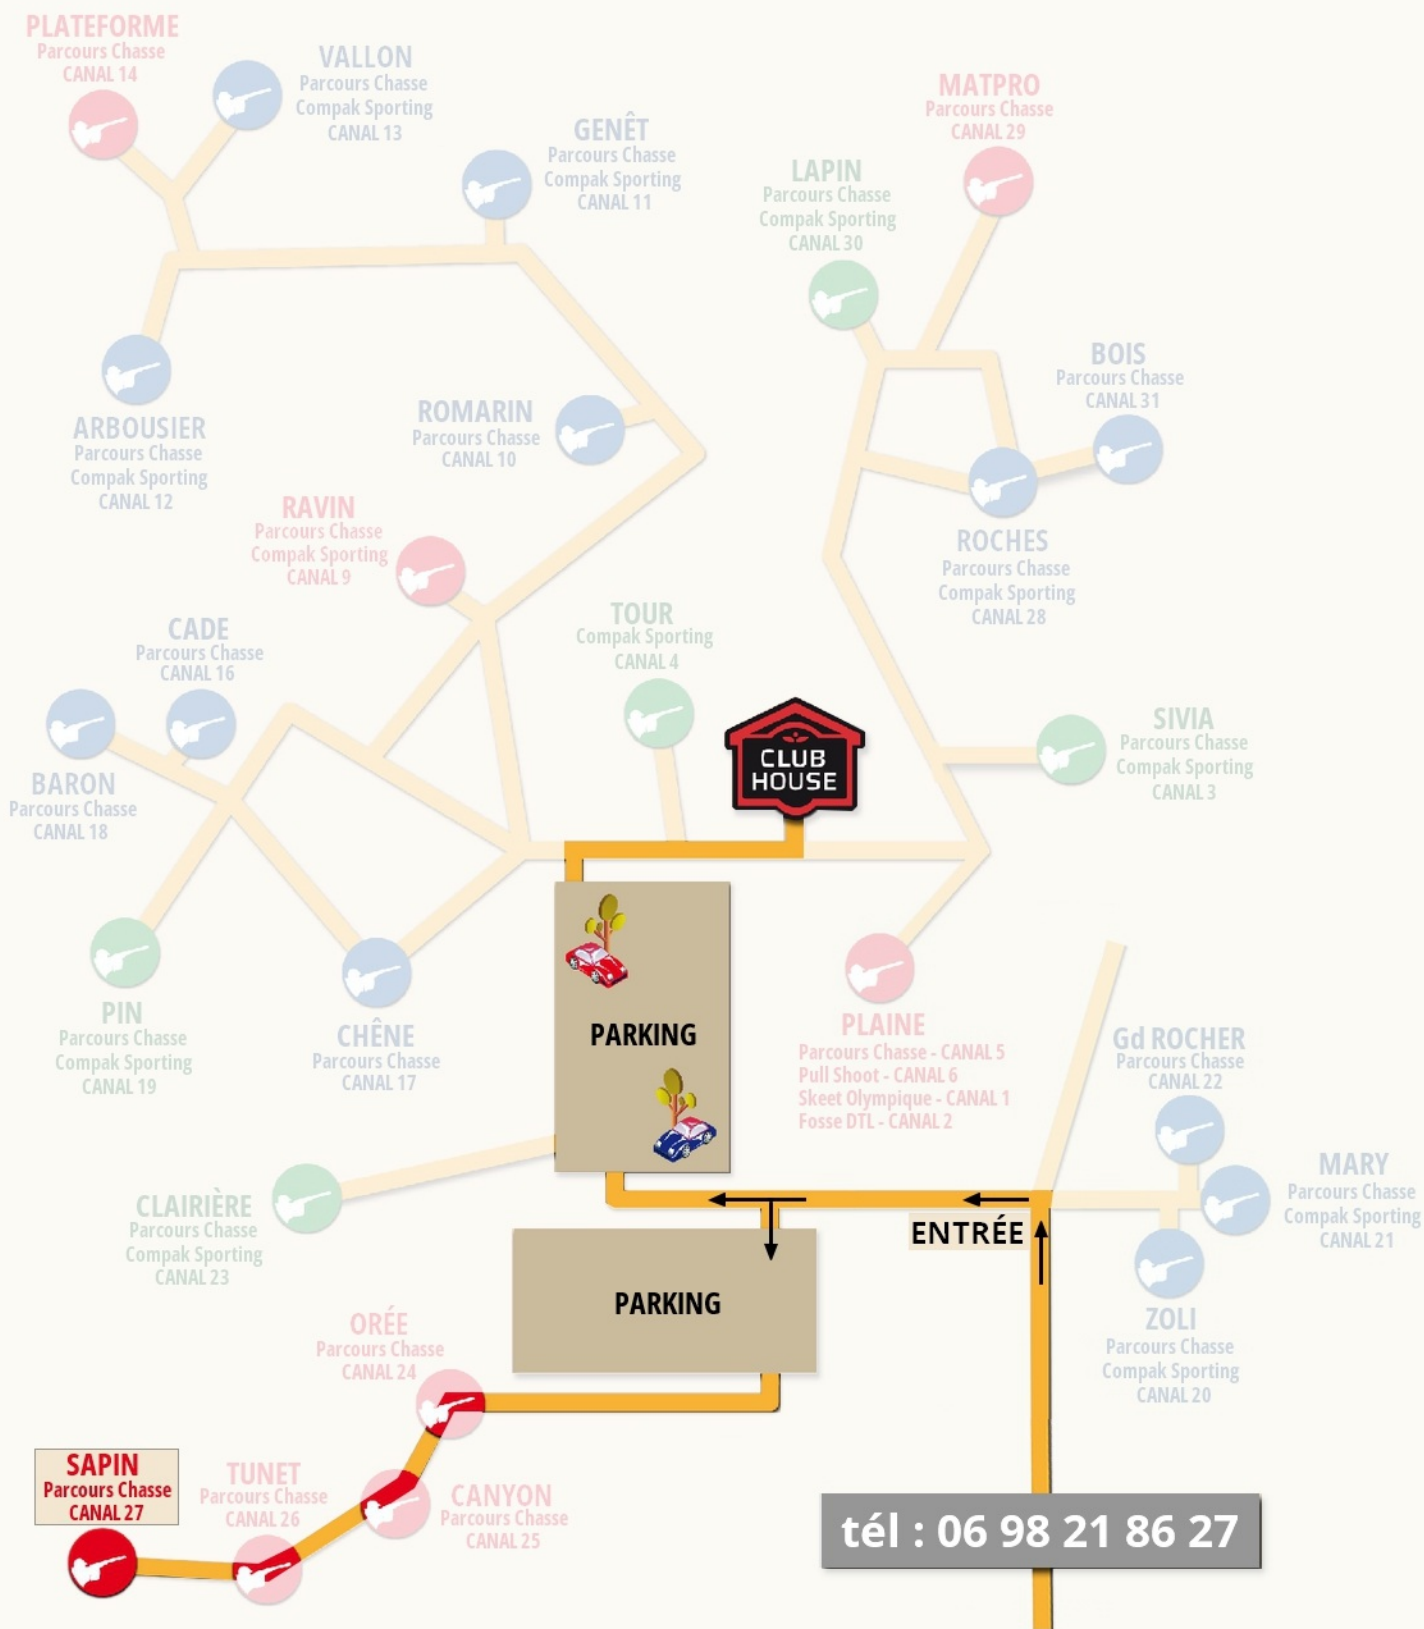 PLATEFORME
Parcours Chasse
CANAL 14
VALLON
Parcours Chasse
Compak Sporting
CANAL 13
GENÊT
Parcours Chasse
Compak Sporting
CANAL 11
MATPRO
Parcours Chasse
CANAL 29
LAPIN
Parcours Chasse
Compak Sporting
CANAL 30
BOIS
Parcours Chasse
CANAL 31
ARBOUSIER
Parcours Chasse
Compak Sporting
CANAL 12
ROMARIN
Parcours Chasse
CANAL 10
RAVIN
Parcours Chasse
Compak Sporting
CANAL 9
ROCHES
Parcours Chasse
Compak Sporting
CANAL 28
CADE
Parcours Chasse
CANAL 16
TOUR
Compak Sporting
CANAL 4
CLUB
HOUSE
SIVIA
Parcours Chasse
Compak Sporting
CANAL 3
BARON
Parcours Chasse
CANAL 18
PIN
Parcours Chasse
Compak Sporting
CANAL 19
CHÊNE
Parcours Chasse
CANAL 17
PARKING
PLAINE
Parcours Chasse - CANAL 5
Pull Shoot - CANAL 6
Skeet Olympique - CANAL 1
Fosse DTL - CANAL 2
Gd ROCHER
Parcours Chasse
CANAL 22
MARY
Parcours Chasse
Compak Sporting
CANAL 21
CLAIRIÈRE
Parcours Chasse
Compak Sporting
CANAL 23
ENTRÉE
PARKING
ZOLI
Parcours Chasse
Compak Sporting
CANAL 20
ORÉE
Parcours Chasse
CANAL 24
SAPIN
Parcours Chasse
CANAL 27
TUNET
Parcours Chasse
CANAL 26
CANYON
Parcours Chasse
CANAL 25
tél : 06 98 21 86 27